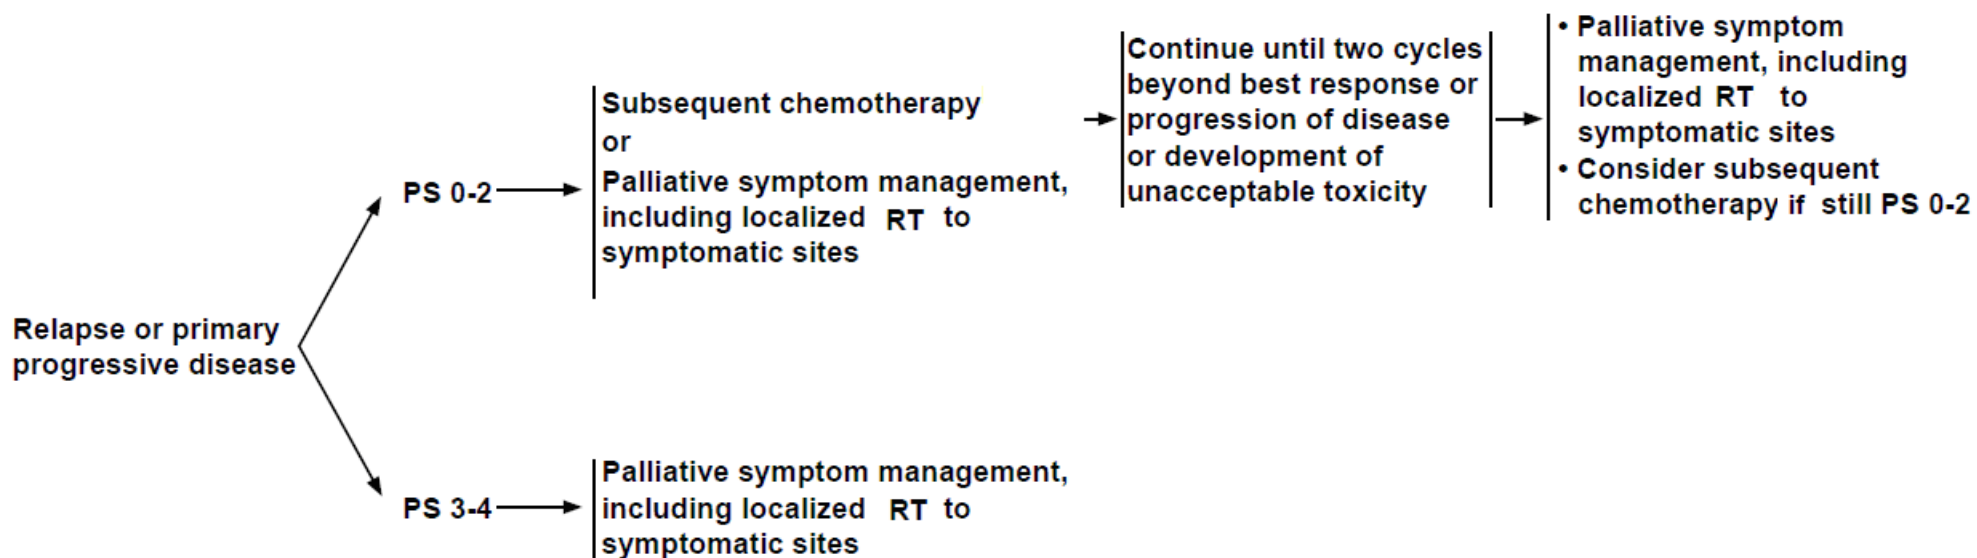 Relapse or primary
progressive disease
PS 0-2
Subsequent chemotherapy
or
Palliative symptom management,
including localized RT to
symptomatic sites
Continue until two cycles
beyond best response or
progression of disease
or development of
unacceptable toxicity
• Palliative symptom
management, including
localized RT to
symptomatic sites
• Consider subsequent
chemotherapy if still PS 0-2
PS 3-4
Palliative symptom management,
including localized RT to
symptomatic sites